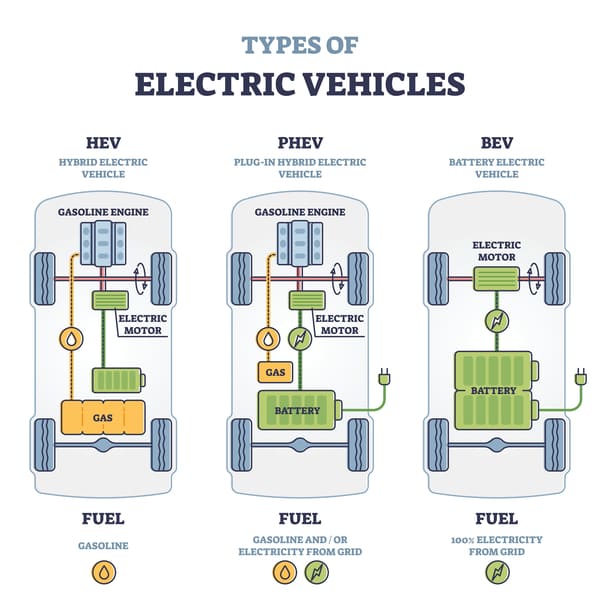 TYPES OF
ELECTRIC VEHICLES
HEV
HYBRID ELECTRIC
VEHICLE
GASOLINE ENGINE
ELECTRIC
MOTOR
GAS
FUEL
GASOLINE
PHEV
PLUG-IN HYBRID ELECTRIC
VEHICLE
GASOLINE ENGINE
ELECTRIC
MOTOR
GAS
BATTERY
FUEL
GASOLINE AND / OR
ELECTRICITY FROM GRID
BEV
BATTERY ELECTRIC
VEHICLE
ELECTRIC
MOTOR
BATTERY
FUEL
100% ELECTRICITY
FROM GRID